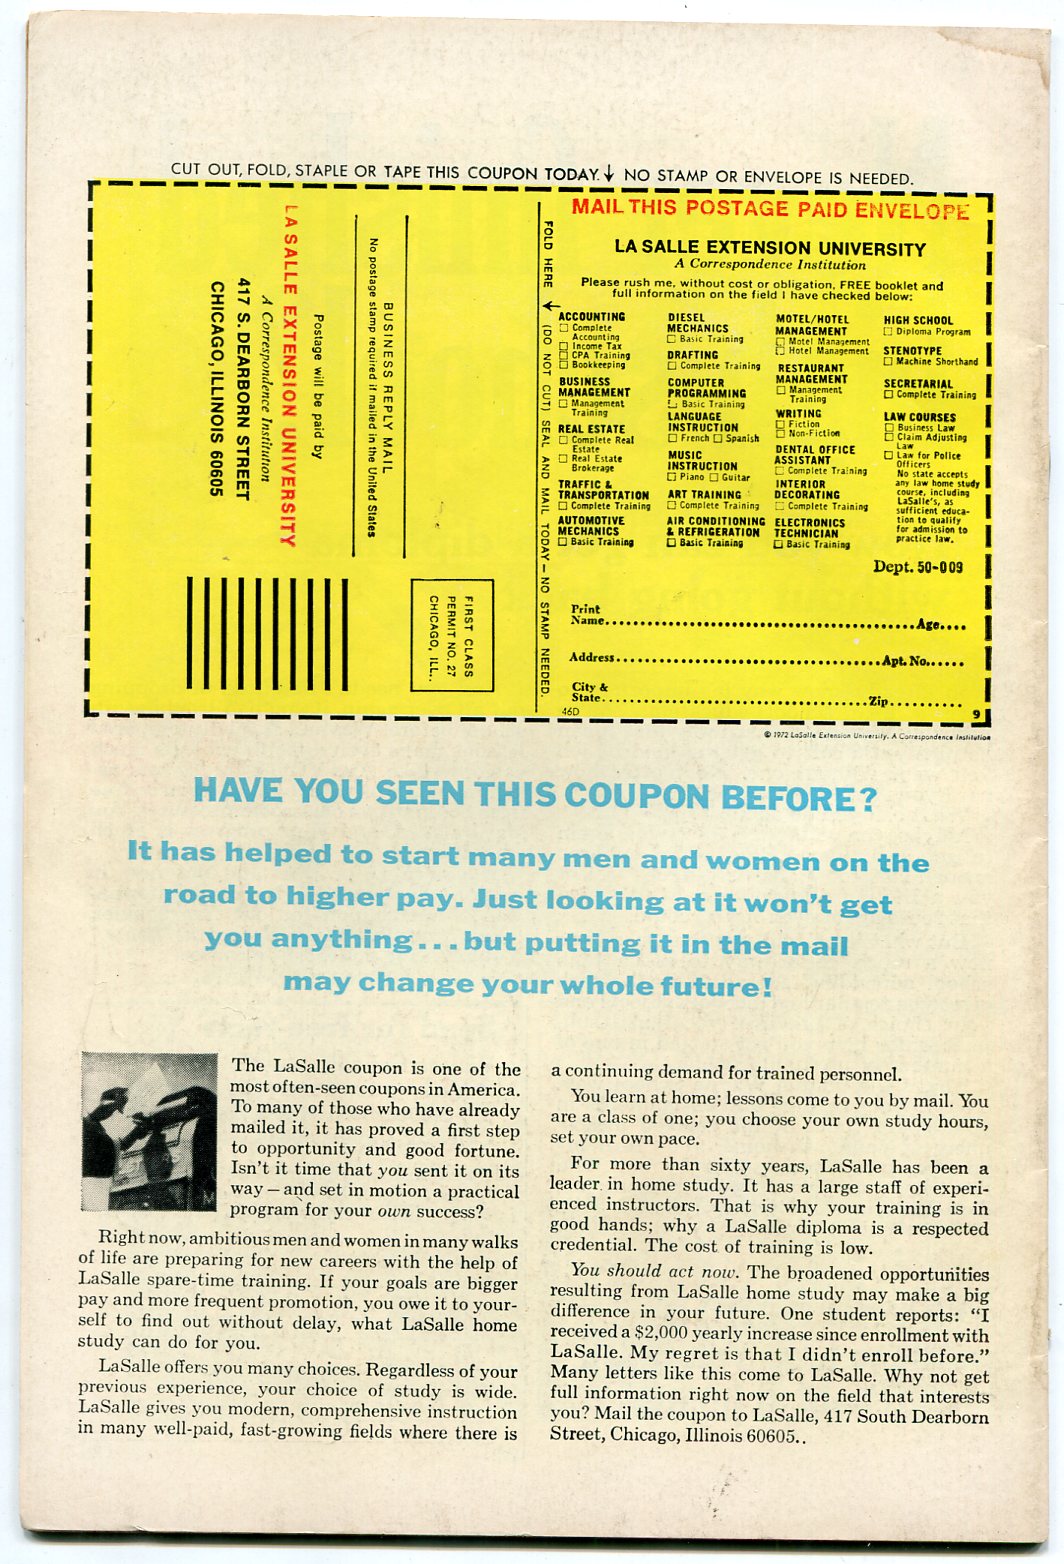 CUT OUT, FOLD, STAPLE OR TAPE THIS COUPON TODAY.↓ NO STAMP OR ENVELOPE IS NEEDED.
LA SALLE EXTENSION UNIVERSITY
A Correspondence Institution
417 S. DEARBORN STREET
CHICAGO, ILLINOIS 60605
Postage will be paid by
BUSINESS REPLY MAIL
No postage stamp required if mailed in the United States
FIRST CLASS
PERMIT NO. 27
CHICAGO, ILL..
FOLD HERE ← (DO NOT CUT) SEAL AND MAIL TODAY — NO STAMP NEEDED.
MAIL THIS POSTAGE PAID ENVELOPE
LA SALLE EXTENSION UNIVERSITY
A Correspondence Institution
Please rush me, without cost or obligation, FREE booklet and
full information on the field I have checked below:
ACCOUNTING
☐ Complete
Accounting
☐ Income Tax
☐ CPA Training
☐ Bookkeeping
BUSINESS
MANAGEMENT
☐ Management
Training
REAL ESTATE
☐ Complete Real
Estate
☐ Real Estate
Brokerage
TRAFFIC &
TRANSPORTATION
☐ Complete Training
AUTOMOTIVE
MECHANICS
☐ Basic Training
DIESEL
MECHANICS
☐ Basic Training
DRAFTING
☐ Complete Training
COMPUTER
PROGRAMMING
☐ Basic Training
LANGUAGE
INSTRUCTION
☐ French ☐ Spanish
MUSIC
INSTRUCTION
☐ Piano ☐ Guitar
ART TRAINING
☐ Complete Training
AIR CONDITIONING
& REFRIGERATION
☐ Basic Training
MOTEL/HOTEL
MANAGEMENT
☐ Motel Management
☐ Hotel Management
RESTAURANT
MANAGEMENT
☐ Management
Training
WRITING
☐ Fiction
☐ Non-Fiction
DENTAL OFFICE
ASSISTANT
☐ Complete Training
INTERIOR
DECORATING
☐ Complete Training
ELECTRONICS
TECHNICIAN
☐ Basic Training
HIGH SCHOOL
☐ Diploma Program
STENOTYPE
☐ Machine Shorthand
SECRETARIAL
☐ Complete Training
LAW COURSES
☐ Business Law
☐ Claim Adjusting
Law
☐ Law for Police
Officers
No state accepts
any law home study
course, including
LaSalle's, as
sufficient educa-
tion to qualify
for admission to
practice law.
Dept. 50-009
Print
Name........................................Age....
Address........................................Apt. No......
City &
State........................................Zip..........
46D
9
© 1972 LaSalle Extension University. A Correspondence Institution
HAVE YOU SEEN THIS COUPON BEFORE?
It has helped to start many men and women on the
road to higher pay. Just looking at it won't get
you anything...but putting it in the mail
may change your whole future!
The LaSalle coupon is one of the
most often-seen coupons in America.
To many of those who have already
mailed it, it has proved a first step
to opportunity and good fortune.
Isn't it time that you sent it on its
way — and set in motion a practical
program for your own success?
Right now, ambitious men and women in many walks
of life are preparing for new careers with the help of
LaSalle spare-time training. If your goals are bigger
pay and more frequent promotion, you owe it to your-
self to find out without delay, what LaSalle home
study can do for you.
LaSalle offers you many choices. Regardless of your
previous experience, your choice of study is wide.
LaSalle gives you modern, comprehensive instruction
in many well-paid, fast-growing fields where there is
a continuing demand for trained personnel.
You learn at home; lessons come to you by mail. You
are a class of one; you choose your own study hours,
set your own pace.
For more than sixty years, LaSalle has been a
leader in home study. It has a large staff of experi-
enced instructors. That is why your training is in
good hands; why a LaSalle diploma is a respected
credential. The cost of training is low.
You should act now. The broadened opportunities
resulting from LaSalle home study may make a big
difference in your future. One student reports: "I
received a $2,000 yearly increase since enrollment with
LaSalle. My regret is that I didn't enroll before."
Many letters like this come to LaSalle. Why not get
full information right now on the field that interests
you? Mail the coupon to LaSalle, 417 South Dearborn
Street, Chicago, Illinois 60605..